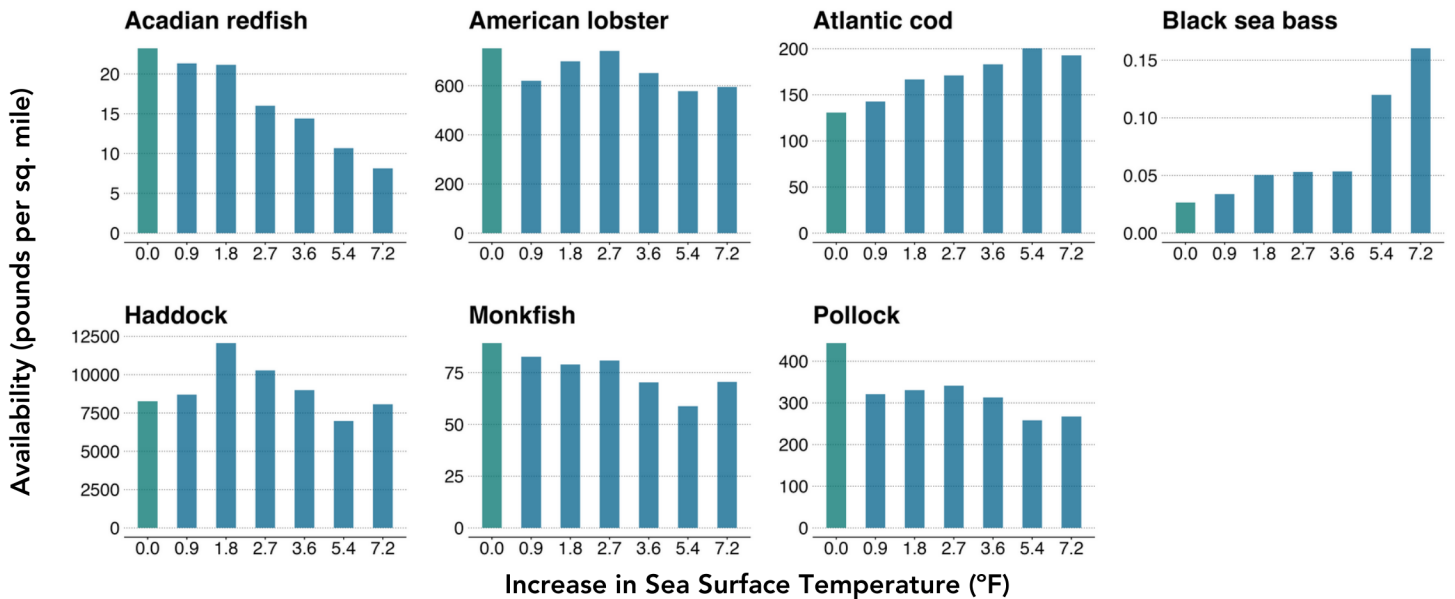 Acadian redfish
American lobster
Atlantic cod
Black sea bass
20
15
10
5
0
0.0 0.9 1.8 2.7 3.6 5.4 7.2
600
400
200
0
0.0 0.9 1.8 2.7 3.6 5.4 7.2
200
150
100
50
0
0.0 0.9 1.8 2.7 3.6 5.4 7.2
0.15
0.10
0.05
0.00
0.0 0.9 1.8 2.7 3.6 5.4 7.2
Availability (pounds per sq. mile)
Haddock
Monkfish
Pollock
12500
10000
7500
5000
2500
0
0.0 0.9 1.8 2.7 3.6 5.4 7.2
75
50
25
0
0.0 0.9 1.8 2.7 3.6 5.4 7.2
400
300
200
100
0
0.0 0.9 1.8 2.7 3.6 5.4 7.2
Increase in Sea Surface Temperature (°F)